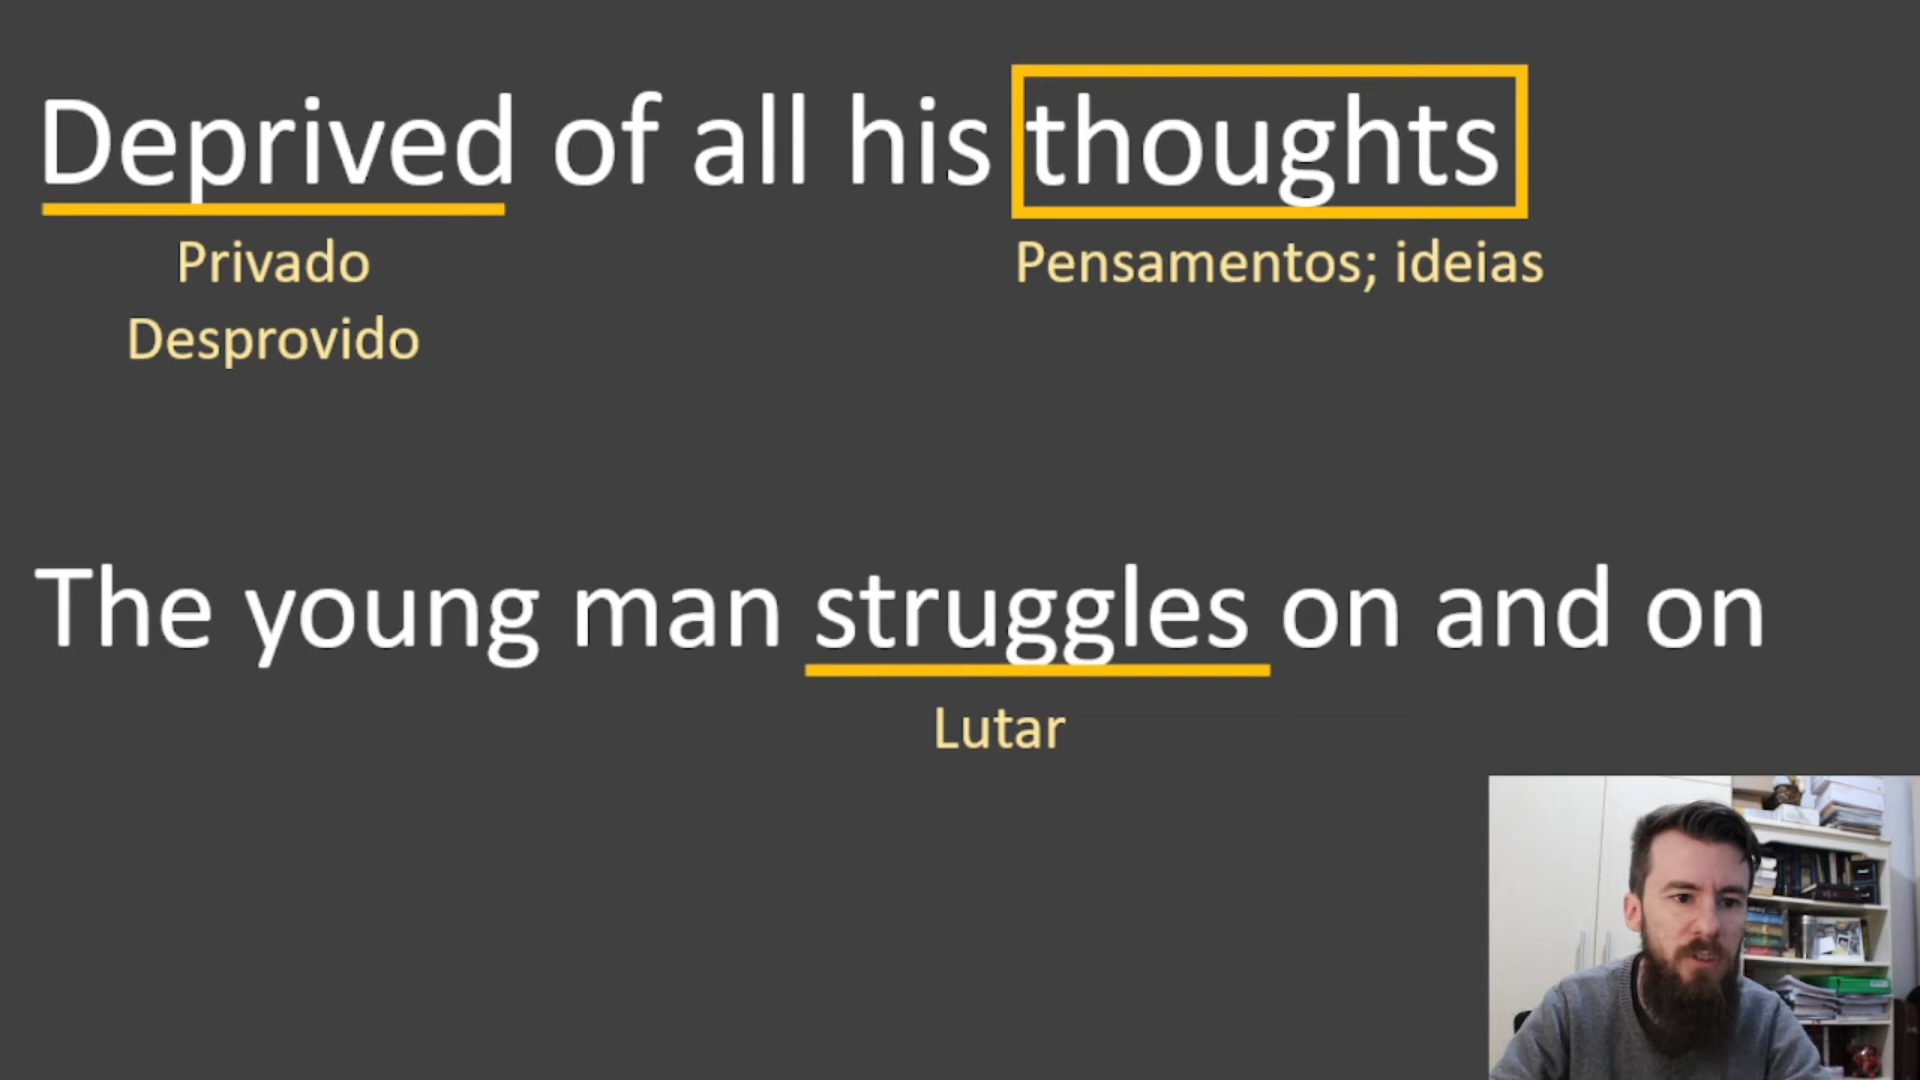 Deprived of all his thoughts
Privado
Desprovido
Pensamentos; ideias
The young man struggles on and on
Lutar